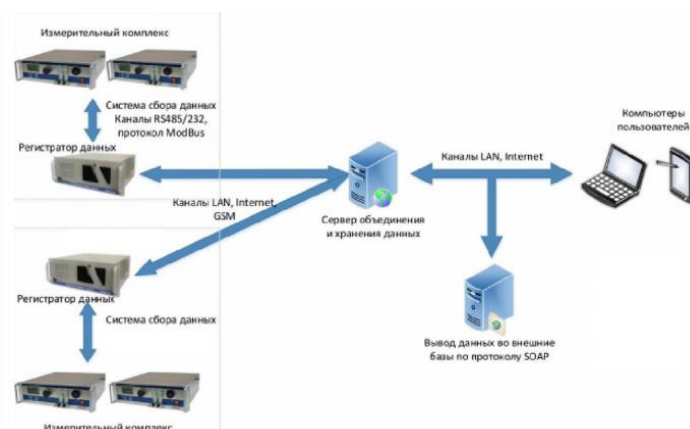 Измерительный комплекс
Система сбора данных
Каналы RS485/232,
протокол ModBus
Регистратор данных
Каналы LAN, Internet,
GSM
Сервер объединения
и хранения данных
Каналы LAN, Internet
Компьютеры
пользователей
Регистратор данных
Система сбора данных
Вывод данных во внешние
базы по протоколу SOAP
Измерительный комплекс